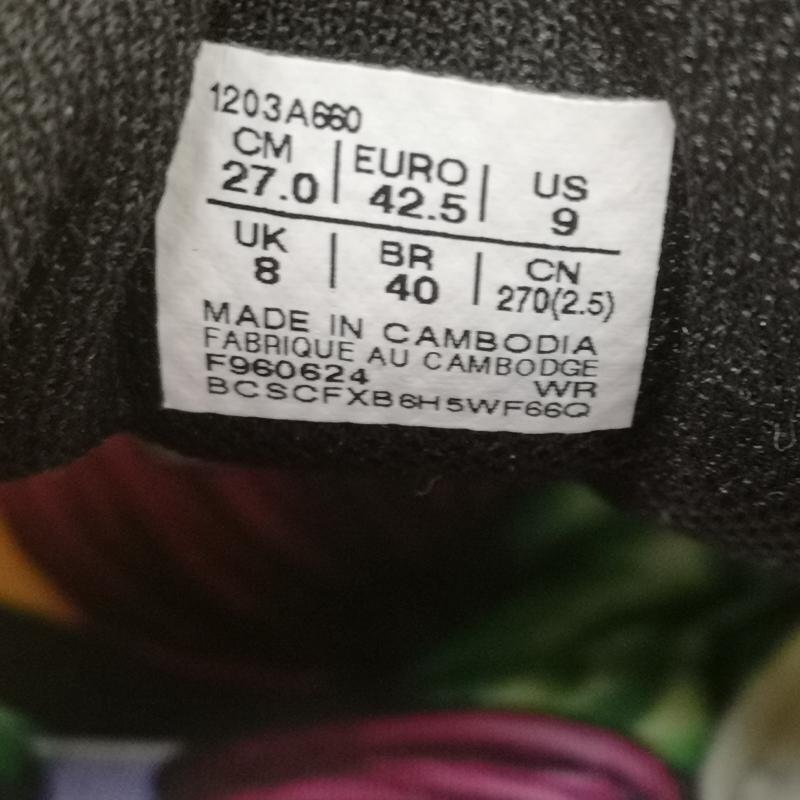 1203A660
CM | EURO | US
27.0 | 42.5 | 9
UK | BR | CN
8 | 40 | 270(2.5)
MADE IN CAMBODIA
FABRIQUE AU CAMBODGE
F960624 WR
BCSCFXB6H5WF66Q